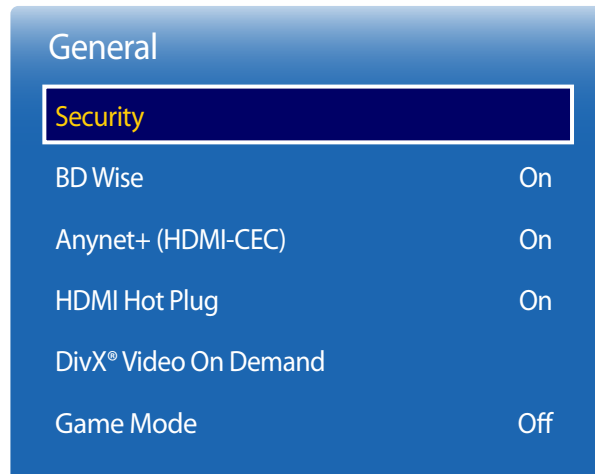 General
Security
BD Wise On
Anynet+ (HDMI-CEC) On
HDMI Hot Plug On
DivX® Video On Demand
Game Mode Off